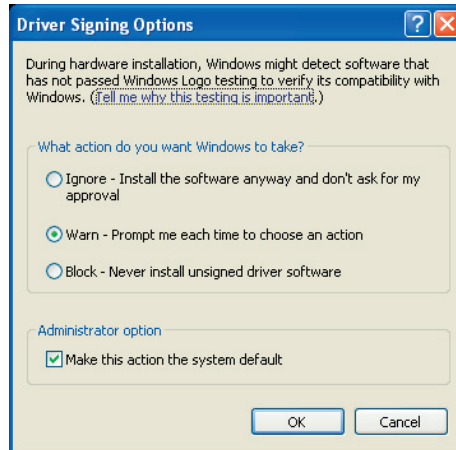 Driver Signing Options
During hardware installation, Windows might detect software that
has not passed Windows Logo testing to verify its compatibility with
Windows. (Tell me why this testing is important.)
What action do you want Windows to take?
Ignore - Install the software anyway and don't ask for my
approval
Warn - Prompt me each time to choose an action
Block - Never install unsigned driver software
Administrator option
Make this action the system default
OK Cancel